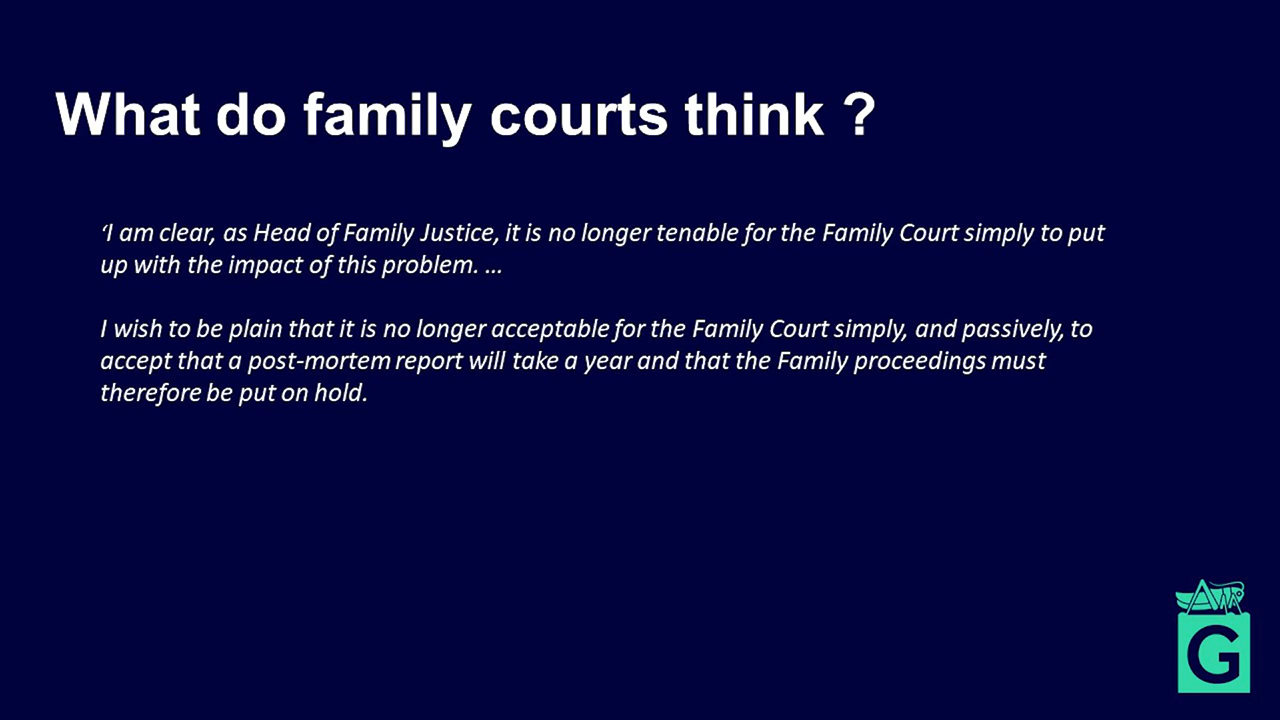 What do family courts think ?
‘I am clear, as Head of Family Justice, it is no longer tenable for the Family Court simply to put
up with the impact of this problem. …
I wish to be plain that it is no longer acceptable for the Family Court simply, and passively, to
accept that a post-mortem report will take a year and that the Family proceedings must
therefore be put on hold.
G